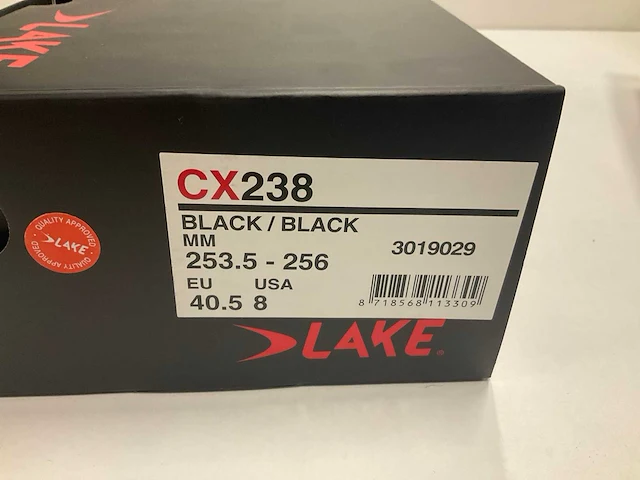 LAKE
CX238
BLACK / BLACK
MM
253.5 - 256
3019029
EU USA
40.5 8
8 718568 113309
QUALITY APPROVED
LAKE
QUALITY APPROVED
LAKE